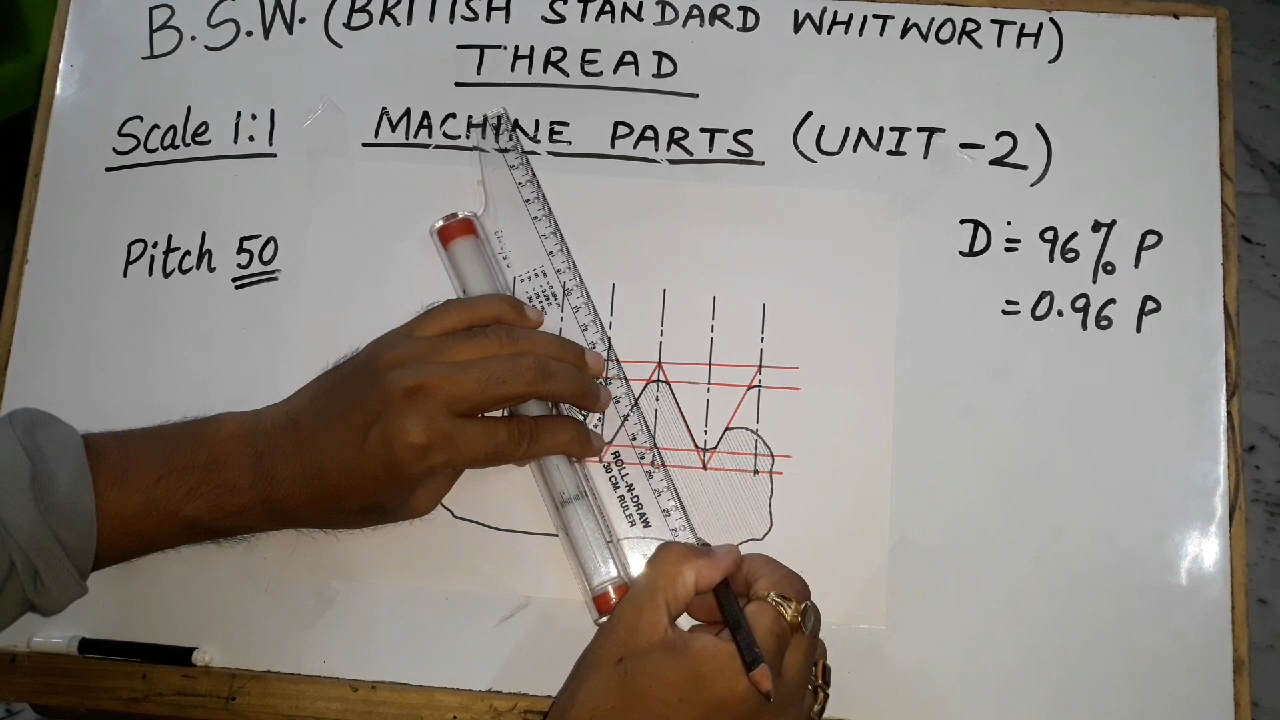 B.S.W. (BRITISH STANDARD WHITWORTH)
THREAD
Scale 1:1
MACHINE PARTS (UNIT-2)
Pitch 50
D = 96% P
= 0.96 P
ROLL-N-DRAW
30 CM. RULER